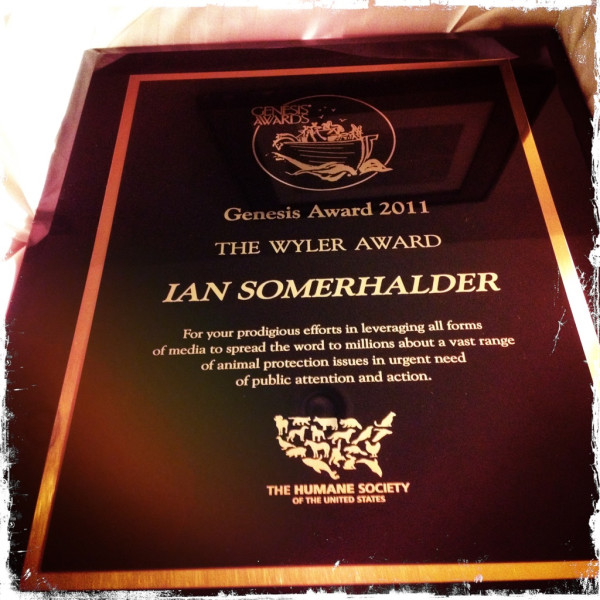 GENESIS
AWARDS
Genesis Award 2011
THE WYLER AWARD
IAN SOMERHALDER
For your prodigious efforts in leveraging all forms
of media to spread the word to millions about a vast range
of animal protection issues in urgent need
of public attention and action.
THE HUMANE SOCIETY
OF THE UNITED STATES